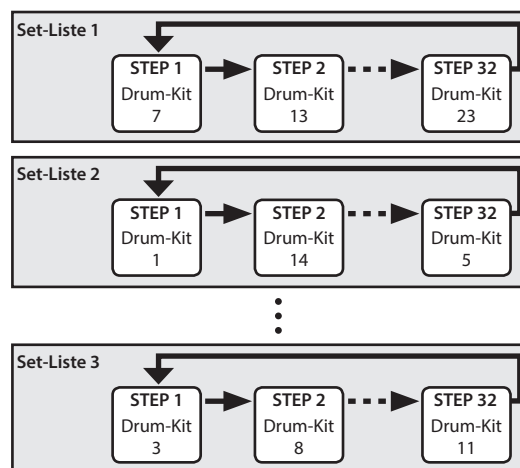 Set-Liste 1
STEP 1 STEP 2 STEP 32
Drum-Kit Drum-Kit Drum-Kit
7 13 23
Set-Liste 2
STEP 1 STEP 2 STEP 32
Drum-Kit Drum-Kit Drum-Kit
1 14 5
Set-Liste 3
STEP 1 STEP 2 STEP 32
Drum-Kit Drum-Kit Drum-Kit
3 8 11